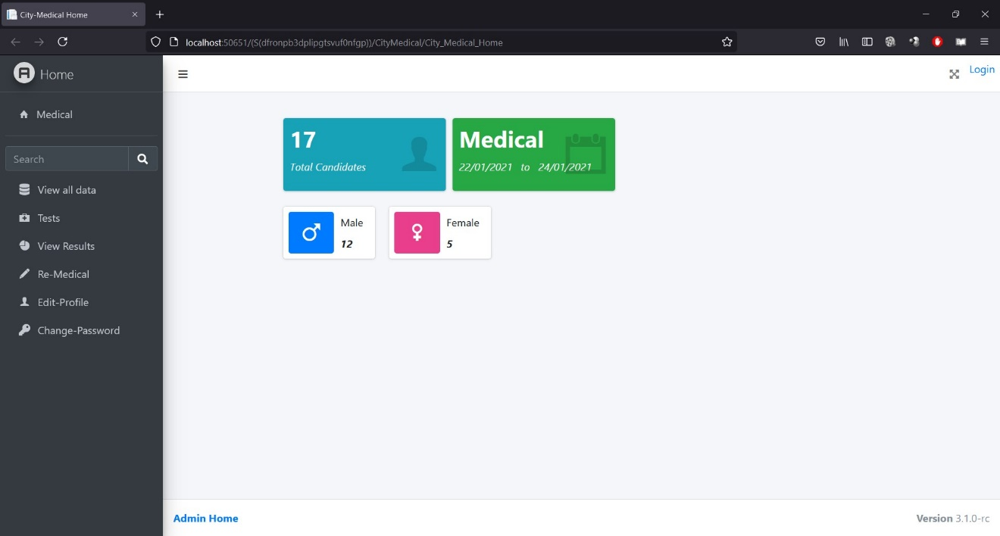 City-Medical Home
localhost:50651/(S(dfronpb3dplipgtsvuf0nfgp))/CityMedical/City_Medical_Home
Home
Login
Medical
Search
View all data
Tests
View Results
Re-Medical
Edit-Profile
Change-Password
17
Total Candidates
Medical
22/01/2021 to 24/01/2021
Male
12
Female
5
Admin Home
Version 3.1.0-rc